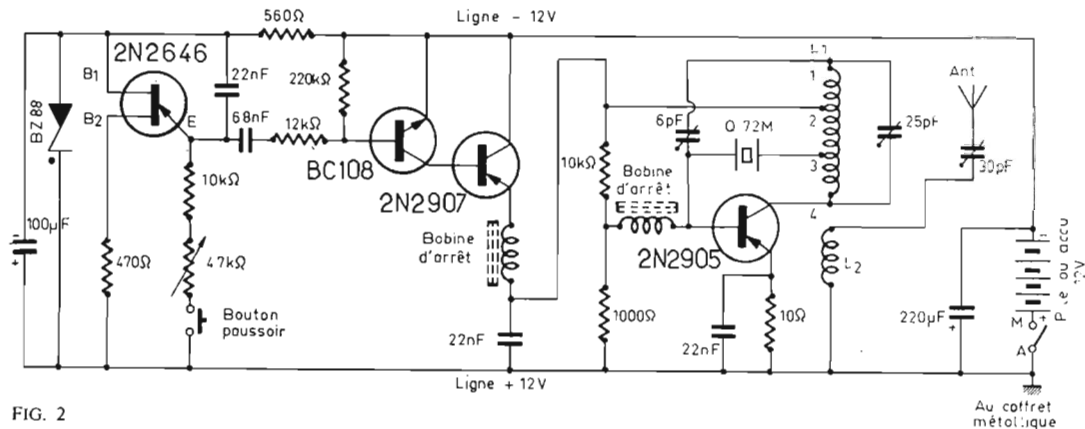 Ligne - 12V
560Ω
2N2646
B1
B2
E
BZ88
22nF
220kΩ
68nF
12kΩ
BC108
2N2907
10kΩ
47kΩ
470Ω
100µF
-
+
Bouton
poussoir
Bobine
d'arrêt
22nF
Ligne + 12V
10kΩ
1000Ω
Bobine
d'arrêt
6pF
Q 72M
2N2905
22nF
10Ω
L1
1
2
3
4
L2
25pF
Ant
30pF
220µF
+
-
Pile ou accu
12V
+
M
A
Au coffret
métallique
FIG. 2